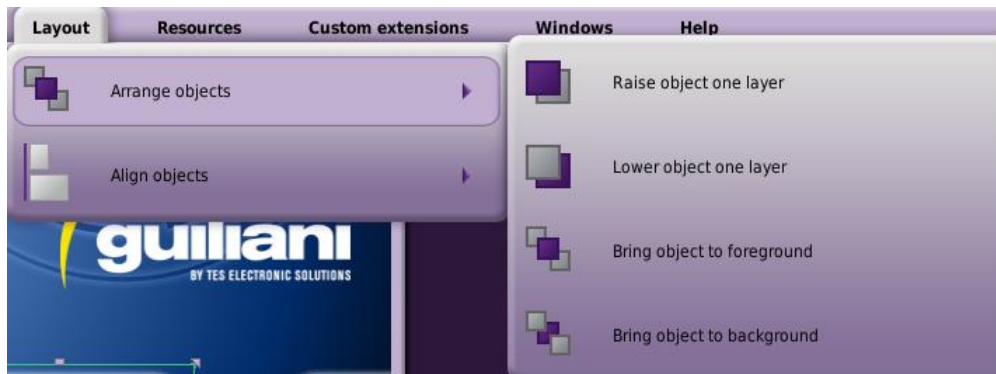 Layout Resources Custom extensions Windows Help
Arrange objects
Align objects
Raise object one layer
Lower object one layer
Bring object to foreground
Bring object to background
guiliani
BY TES ELECTRONIC SOLUTIONS